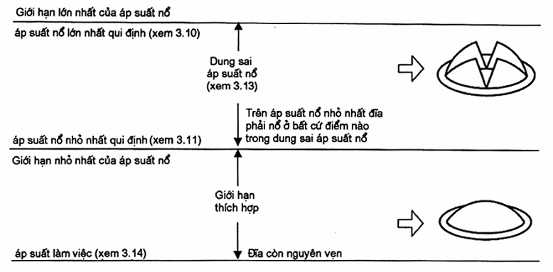 Giới hạn lớn nhất của áp suất nổ
áp suất nổ lớn nhất qui định (xem 3.10)
Dung sai
áp suất nổ
(xem 3.13)
Trên áp suất nổ nhỏ nhất đĩa
phải nổ ở bất cứ điểm nào
trong dung sai áp suất nổ
áp suất nổ nhỏ nhất qui định (xem 3.11)
Giới hạn nhỏ nhất của áp suất nổ
Giới hạn
thích hợp
áp suất làm việc (xem 3.14)
Đĩa còn nguyên vẹn